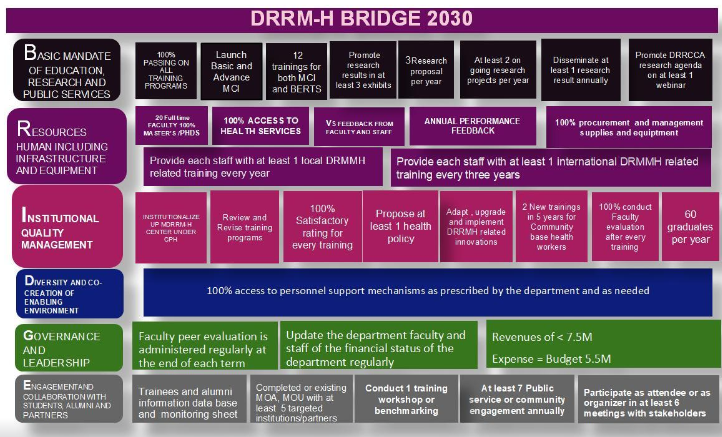 DRRM-H BRIDGE 2030
BASIC MANDATE
OF EDUCATION,
RESEARCH AND
PUBLIC SERVICES
100%
PASSING ON
ALL
TRAINING
PROGRAMS
Launch
Basic and
Advance
MCI
12
trainings for
both MCI
and BERTS
Promote
research
results in at
least 3 exhibits
3Research
proposal
per year
At least 2 on
going research
projects per year
Disseminate at
least 1 research
result annually
Promote DRRCCA
research agenda
on at least 1
webinar
RESOURCES
HUMAN INCLUDING
INFRASTRUCTURE
AND EQUIPMENT
20 Full time
FACULTY 100%
MASTER'S /PHDS
100% ACCESS TO
HEALTH SERVICES
VS FEEDBACK FROM
FACULTY AND STAFF
ANNUAL PERFORMANCE
FEEDBACK
100% procurement and management
supplies and equiptment
Provide each staff with at least 1 local DRMMH
related training every year
Provide each staff with at least 1 international DRMMH related
training every three years
INSTITUTIONAL
QUALITY
MANAGEMENT
INSTITUTIONALIZE
UP MDRRM-H
CENTER UNDER
CPH
Review and
Revise training
programs
100%
Satisfactory
rating for
every training
Propose at
least 1 health
policy
Adapt , upgrade
and implement
DRMMH related
innovations
2 New trainings
in 5 years for
Community
base health
workers
100% conduct
Faculty
evaluation
after every
training
60
graduates
per year
DIVERSITY AND CO-
CREATION OF
ENABLING
ENVIRONMENT
100% access to personnel support mechanisms as prescribed by the department and as needed
GOVERNANCE
AND
LEADERSHIP
Faculty peer evaluation is
administered regularly at
the end of each term
Update the department faculty and
staff of the financial status of the
department regularly
Revenues of < 7.5M
Expense = Budget 5.5M
ENGAGEMENTAND
COLLABORATION WITH
STUDENTS, ALUMNI AND
PARTNERS
Trainees and alumni
information data base
and monitoring sheet
Completed or existing
MOA, MOU with at
least 5 targeted
institutions/partners
Conduct 1 training
workshop or
benchmarking
At least 7 Public
service or community
engagement annually
Participate as attendee or as
organizer in at least 6
meetings with stakeholders